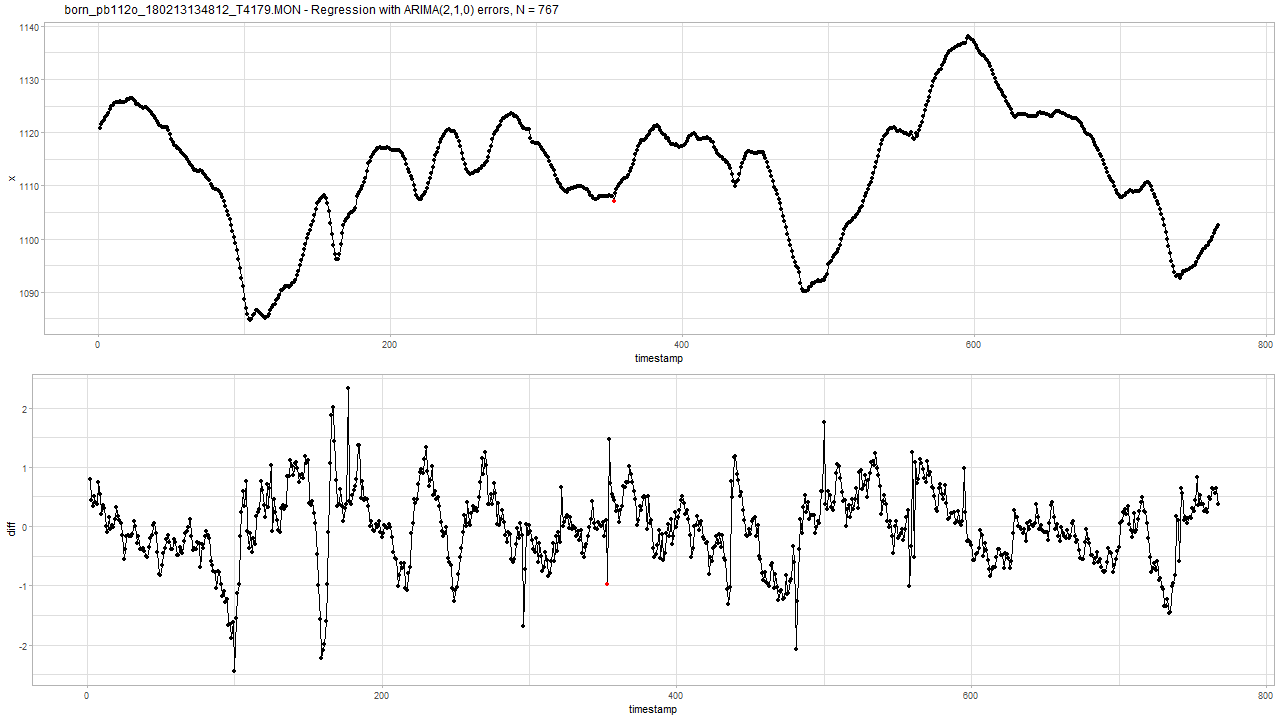 born_pb112o_180213134812_T4179.MON - Regression with ARIMA(2,1,0) errors, N = 767
1140
1130
1120
1110
1100
1090
x
0 200 400 600 800
timestamp
2
1
0
-1
-2
diff
0 200 400 600 800
timestamp